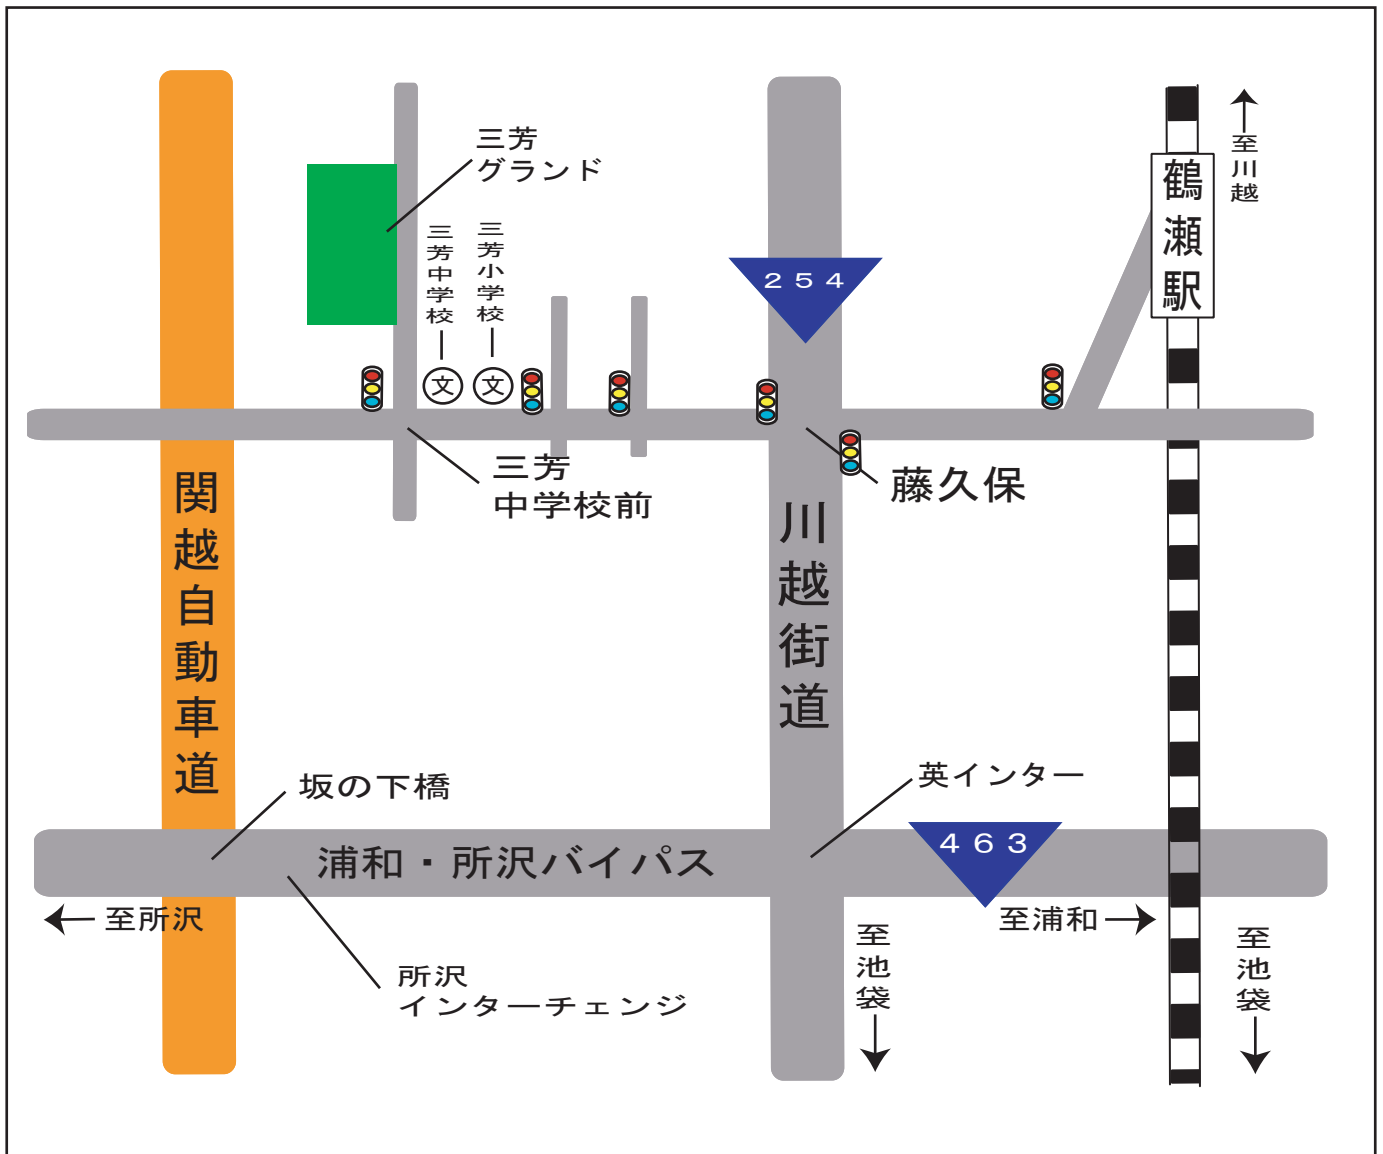 三芳
グランド
三芳中学校
三芳小学校
文
文
254
至川越
鶴瀬駅
三芳
中学校前
藤久保
関越自動車道
川越街道
坂の下橋
英インター
浦和・所沢バイパス
463
至所沢
至浦和
所沢
インターチェンジ
至池袋
至池袋